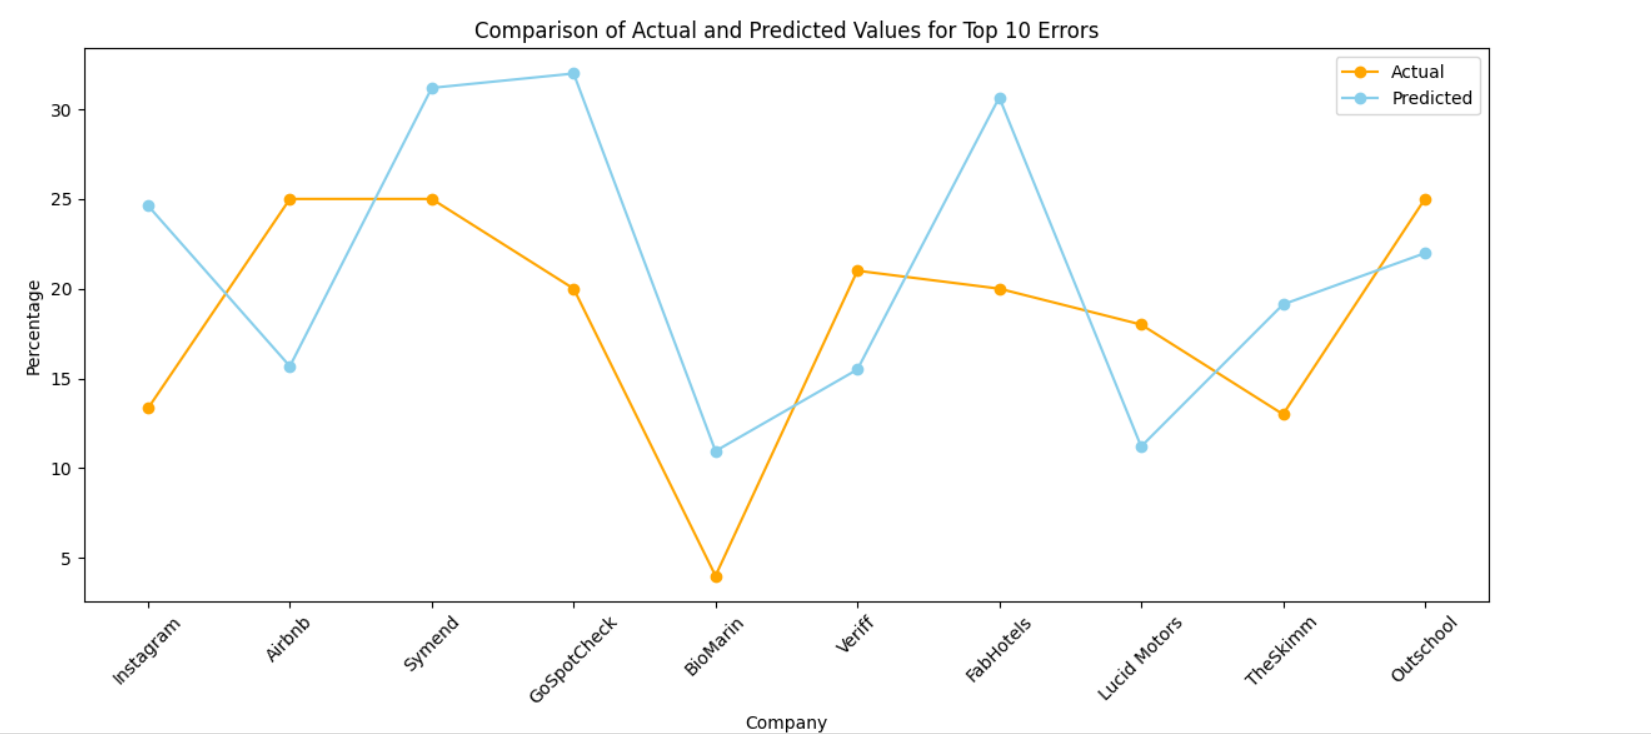 Comparison of Actual and Predicted Values for Top 10 Errors
Actual
Predicted
30
25
20
15
10
5
Percentage
Instagram
Airbnb
Symend
GoSpotCheck
BioMarin
Veriff
FabHotels
Lucid Motors
TheSkimm
Outschool
Company